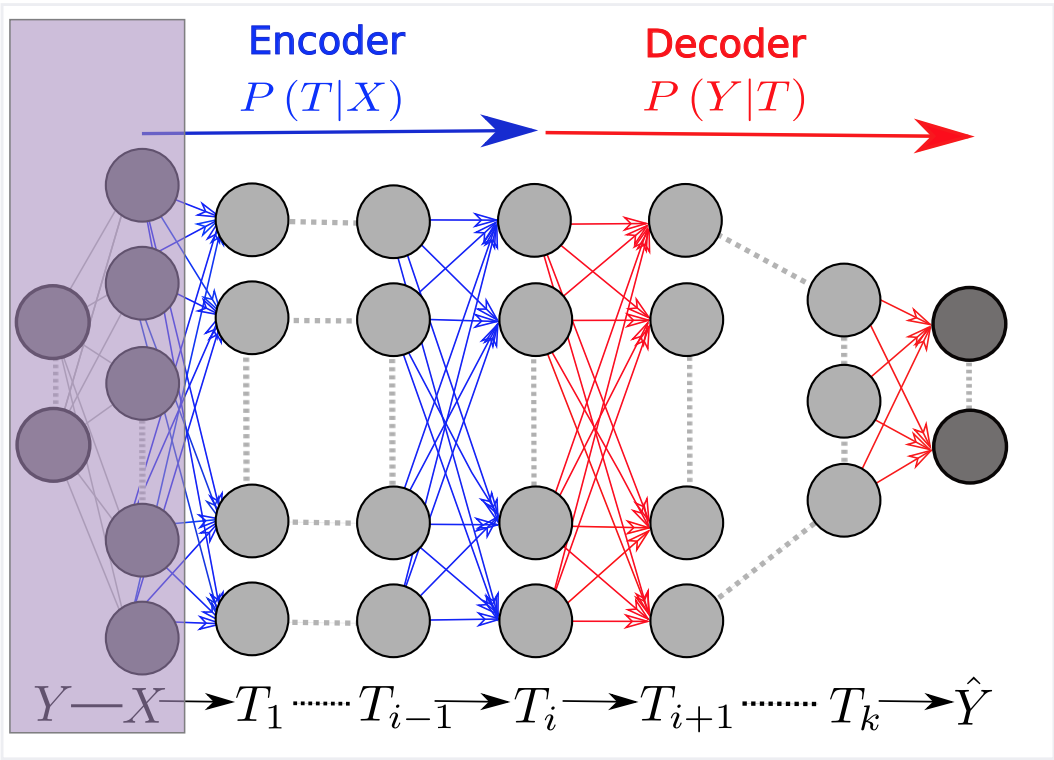 Encoder Decoder
P (T|X) P (Y|T)
Y — X → T₁ ······· Tᵢ₋₁ → Tᵢ → Tᵢ₊₁ ······· Tₖ → Ŷ